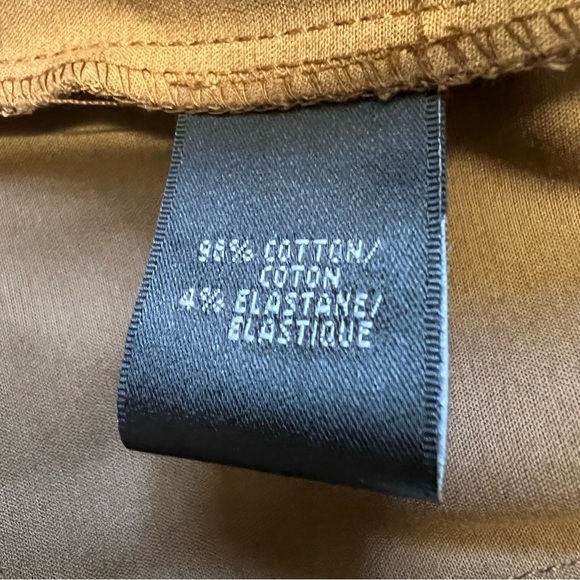 96% COTTON/
COTON
4% ELASTANE/
ELASTIQUE